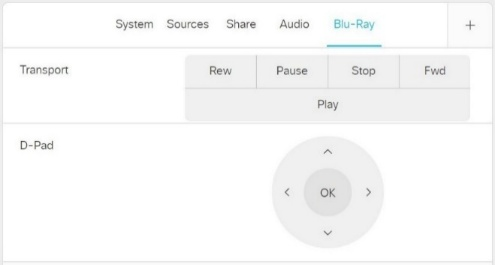 System Sources Share Audio Blu-Ray +
Transport Rew Pause Stop Fwd
Play
D-Pad
OK